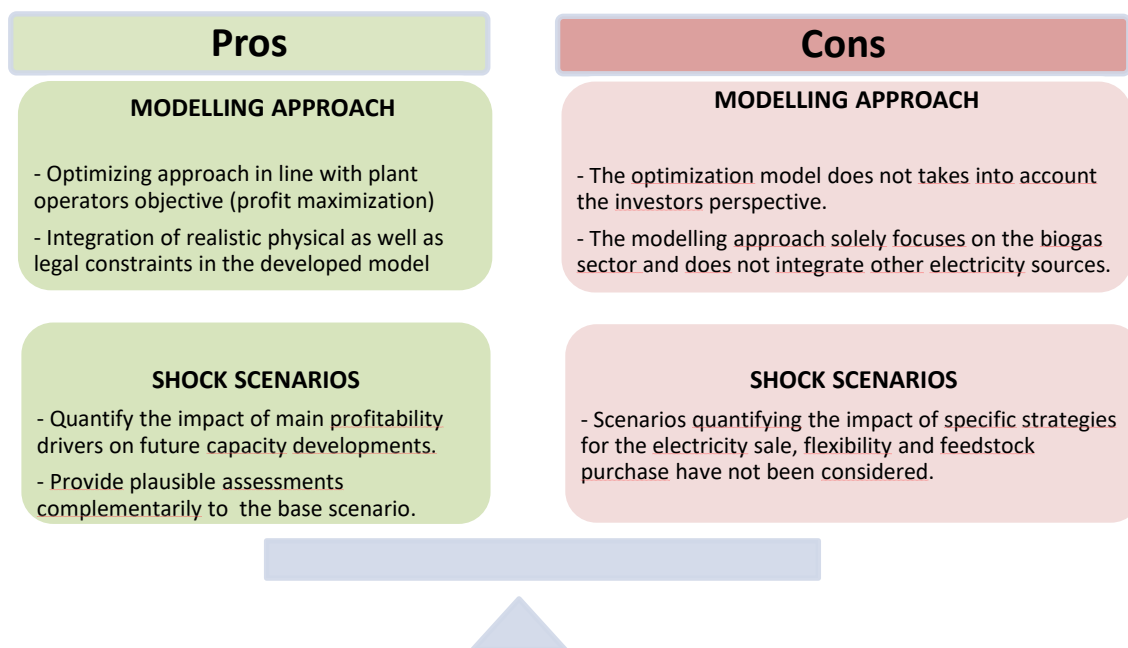 Pros
MODELLING APPROACH
- Optimizing approach in line with plant
operators objective (profit maximization)
- Integration of realistic physical as well as
legal constraints in the developed model
SHOCK SCENARIOS
- Quantify the impact of main profitability
drivers on future capacity developments.
- Provide plausible assessments
complementarily to  the base scenario.
Cons
MODELLING APPROACH
- The optimization model does not takes into account
the investors perspective.
- The modelling approach solely focuses on the biogas
sector and does not integrate other electricity sources.
SHOCK SCENARIOS
- Scenarios quantifying the impact of specific strategies
for the electricity sale, flexibility and feedstock
purchase have not been considered.